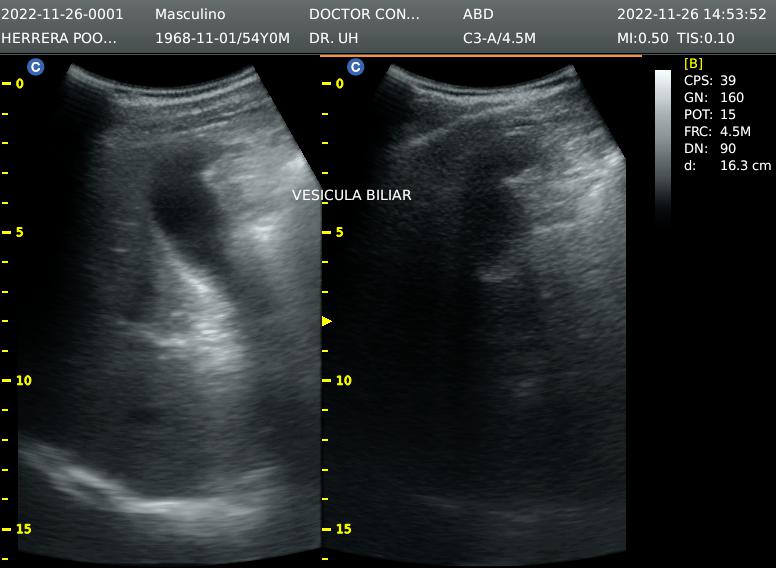 2022-11-26-0001 Masculino DOCTOR CON... ABD 2022-11-26 14:53:52
HERRERA POO... 1968-11-01/54Y0M DR. UH C3-A/4.5M MI:0.50 TIS:0.10
C C
[B]
CPS: 39
GN: 160
POT: 15
FRC: 4.5M
DN: 90
d: 16.3 cm
0 0
VESICULA BILIAR
5 5
10 10
15 15